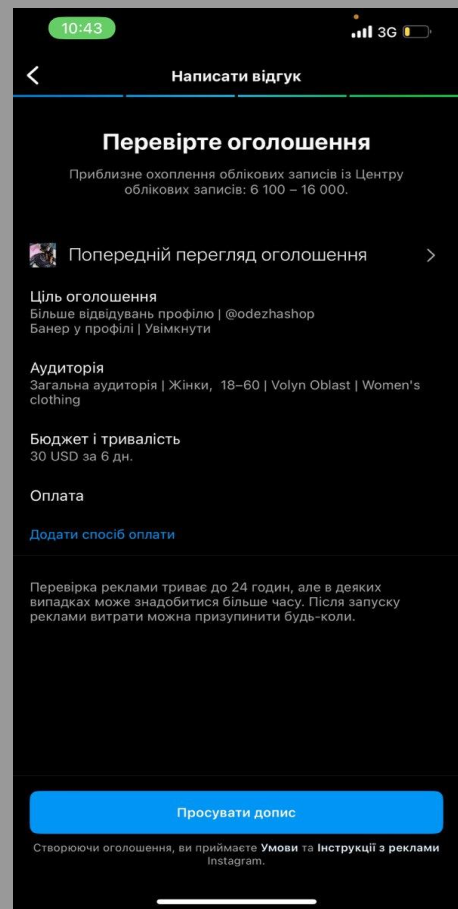 10:43
3G
Написати відгук
Перевірте оголошення
Приблизне охоплення облікових записів із Центру
облікових записів: 6 100 – 16 000.
Попередній перегляд оголошення
Ціль оголошення
Більше відвідувань профілю | @odezhashop
Банер у профілі | Увімкнути
Аудиторія
Загальна аудиторія | Жінки, 18–60 | Volyn Oblast | Women's
clothing
Бюджет і тривалість
30 USD за 6 дн.
Оплата
Додати спосіб оплати
Перевірка реклами триває до 24 годин, але в деяких
випадках може знадобитися більше часу. Після запуску
реклами витрати можна призупинити будь-коли.
Просувати допис
Створюючи оголошення, ви приймаєте Умови та Інструкції з реклами
Instagram.